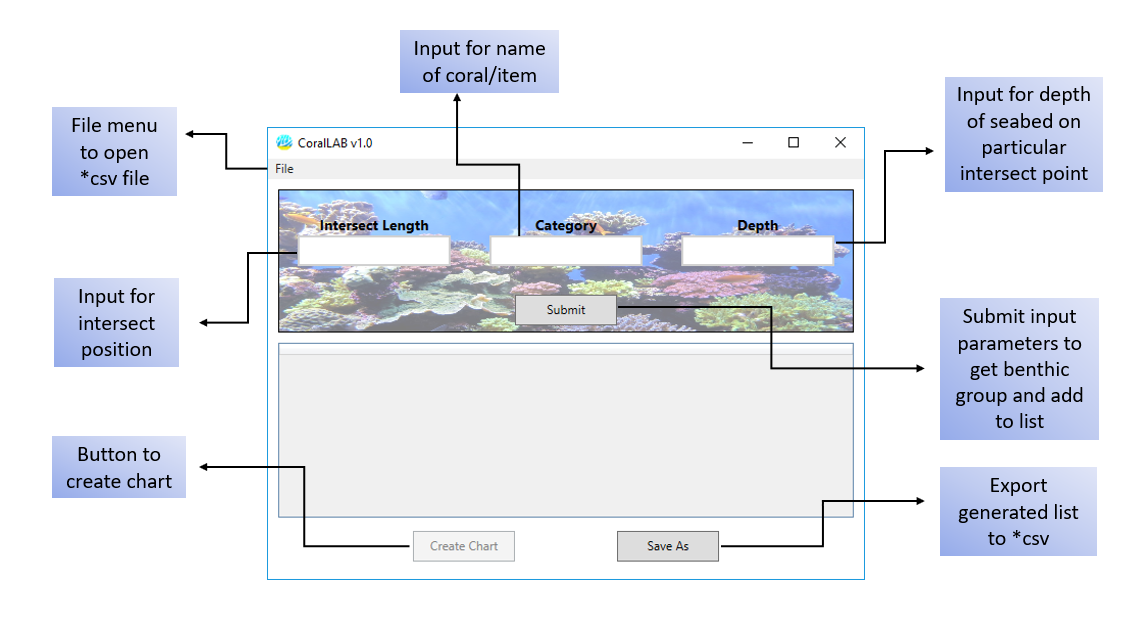 Input for name
of coral/item
File menu
to open
*csv file
Input for depth
of seabed on
particular
intersect point
CoralLAB v1.0
File
Intersect Length
Category
Depth
Submit
Input for
intersect
position
Submit input
parameters to
get benthic
group and add
to list
Button to
create chart
Export
generated list
to *csv
Create Chart
Save As